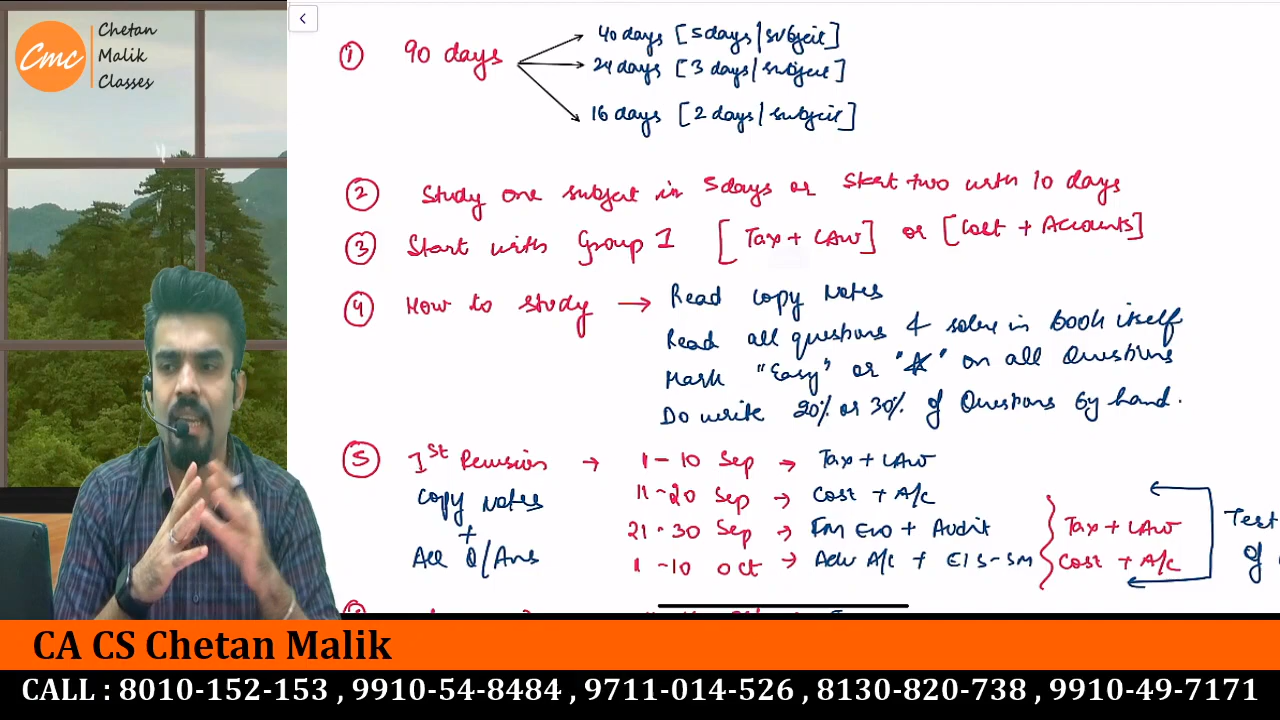 Cmc
Chetan
Malik
Classes
① 90 days
40 days [5 days/subject]
24 days [3 days/subject]
16 days [2 days/subject]
② Study one subject in 5 days or start two with 10 days
③ Start with Group 1 [Tax + LAW] or [Cost + Accounts]
④ How to study → Read copy Notes
Read all questions & solve in book itself
Mark "Easy" or "☆" on all Questions
Do write 20% or 30% of Questions by hand.
⑤ 1st Revision → 1-10 Sep → Tax + LAW
Copy Notes 11-20 Sep → Cost + A/c
+ 21-30 Sep → FM ECO + Audit Tax + LAW
All Q/Ans 1-10 oct → Adv A/c + EIS-SM Cost + A/c
Test
of
CA CS Chetan Malik
CALL : 8010-152-153 , 9910-54-8484 , 9711-014-526 , 8130-820-738 , 9910-49-7171